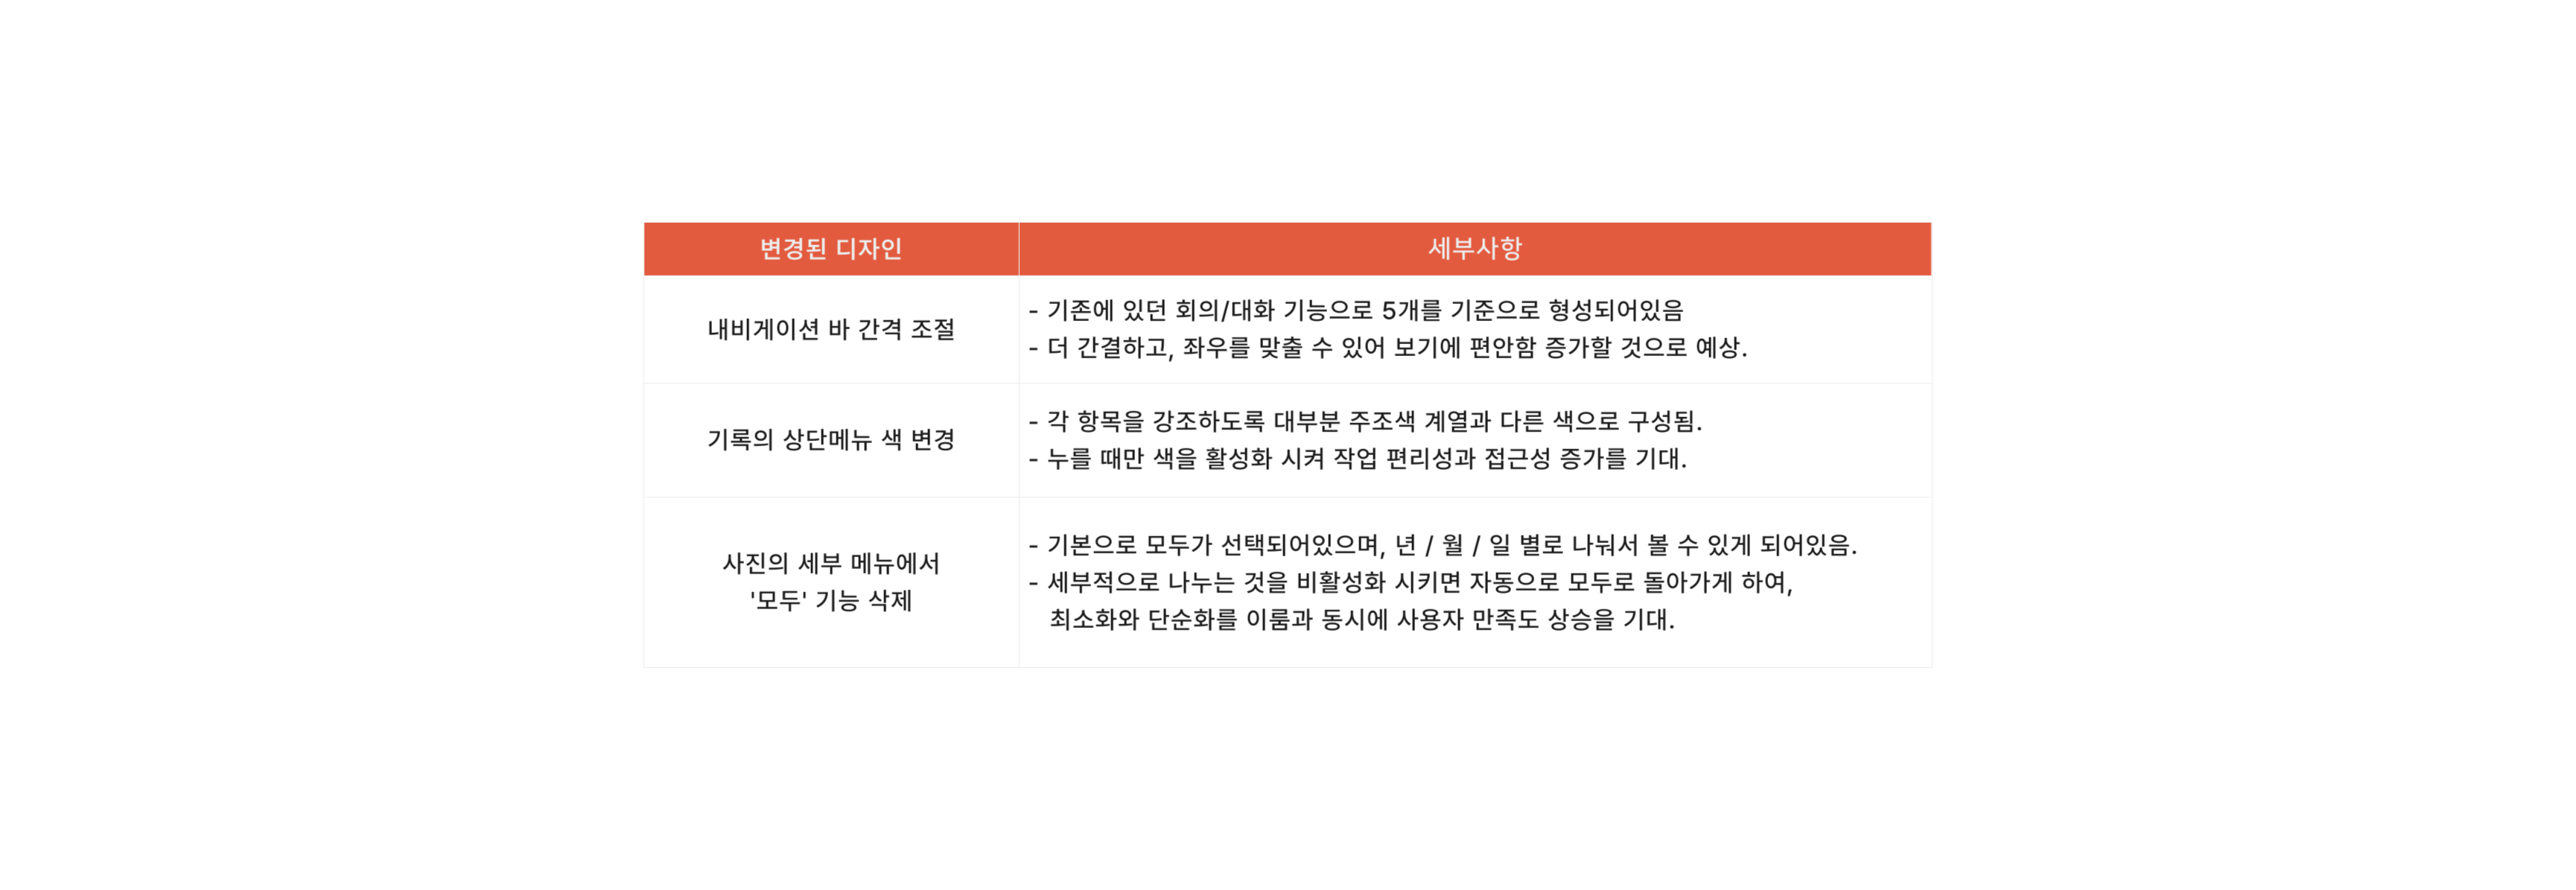 변경된 디자인
세부사항
내비게이션 바 간격 조절
- 기존에 있던 회의/대화 기능으로 5개를 기준으로 형성되어있음
- 더 간결하고, 좌우를 맞출 수 있어 보기에 편안함 증가할 것으로 예상.
기록의 상단메뉴 색 변경
- 각 항목을 강조하도록 대부분 주조색 계열과 다른 색으로 구성됨.
- 누를 때만 색을 활성화 시켜 작업 편리성과 접근성 증가를 기대.
사진의 세부 메뉴에서
'모두' 기능 삭제
- 기본으로 모두가 선택되어있으며, 년 / 월 / 일 별로 나눠서 볼 수 있게 되어있음.
- 세부적으로 나누는 것을 비활성화 시키면 자동으로 모두로 돌아가게 하여,
최소화와 단순화를 이룸과 동시에 사용자 만족도 상승을 기대.